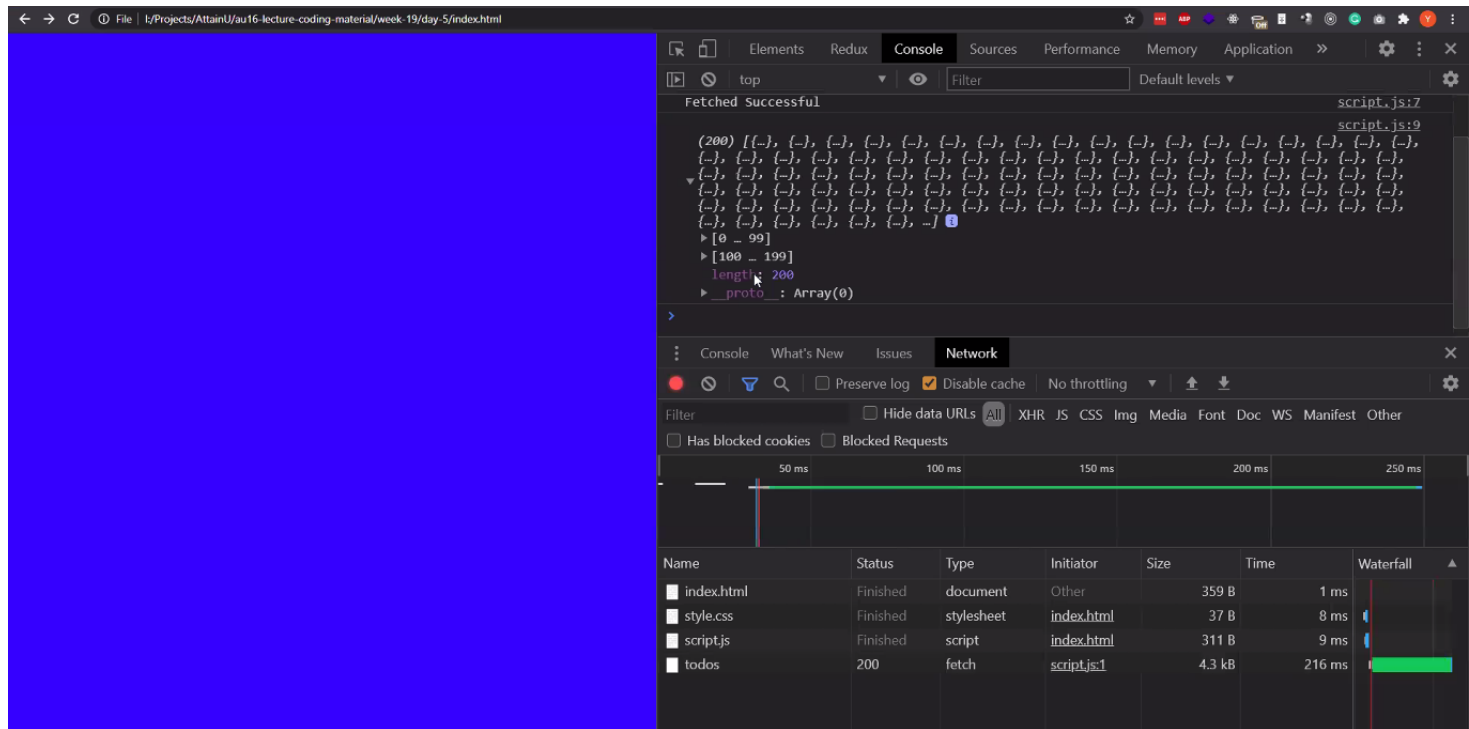 File | I:/Projects/AttainU/au16-lecture-coding-material/week-19/day-5/index.html
ABP
Off
Y
Elements Redux Console Sources Performance Memory Application »
top Filter Default levels ▼
Fetched Successful script.js:7
script.js:9
(200) [{…}, {…}, {…}, {…}, {…}, {…}, {…}, {…}, {…}, {…}, {…}, {…}, {…}, {…}, {…}, {…}, {…}, {…},
{…}, {…}, {…}, {…}, {…}, {…}, {…}, {…}, {…}, {…}, {…}, {…}, {…}, {…}, {…}, {…}, {…}, {…}, {…},
{…}, {…}, {…}, {…}, {…}, {…}, {…}, {…}, {…}, {…}, {…}, {…}, {…}, {…}, {…}, {…}, {…}, {…}, {…},
{…}, {…}, {…}, {…}, {…}, {…}, {…}, {…}, {…}, {…}, {…}, {…}, {…}, {…}, {…}, {…}, {…}, {…}, {…},
{…}, {…}, {…}, {…}, {…}, {…}, {…}, {…}, {…}, {…}, {…}, {…}, {…}, {…}, {…}, {…}, {…}, {…}, {…},
{…}, {…}, {…}, {…}, {…}, {…}, …] i
[0 … 99]
[100 … 199]
length: 200
__proto__: Array(0)
Console What's New Issues Network
Preserve log Disable cache No throttling
Filter Hide data URLs All XHR JS CSS Img Media Font Doc WS Manifest Other
Has blocked cookies Blocked Requests
50 ms 100 ms 150 ms 200 ms 250 ms
Name Status Type Initiator Size Time Waterfall
index.html Finished document Other 359 B 1 ms
style.css Finished stylesheet index.html 37 B 8 ms
script.js Finished script index.html 311 B 9 ms
todos 200 fetch script.js:1 4.3 kB 216 ms